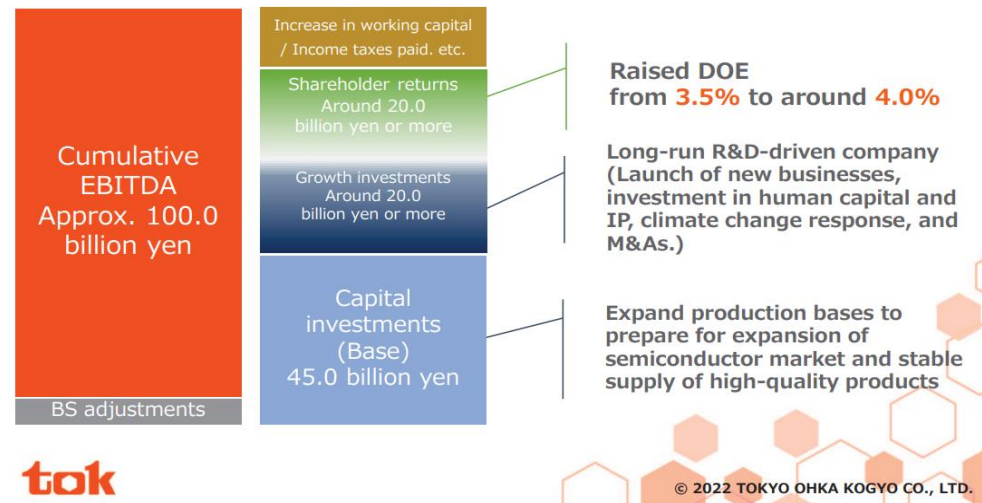 Cumulative
EBITDA
Approx. 100.0
billion yen
BS adjustments
Increase in working capital
/ Income taxes paid. etc.
Shareholder returns
Around 20.0
billion yen or more
Growth investments
Around 20.0
billion yen or more
Capital
investments
(Base)
45.0 billion yen
Raised DOE
from 3.5% to around 4.0%
Long-run R&D-driven company
(Launch of new businesses,
investment in human capital and
IP, climate change response, and
M&As.)
Expand production bases to
prepare for expansion of
semiconductor market and stable
supply of high-quality products
tok
© 2022 TOKYO OHKA KOGYO CO., LTD.